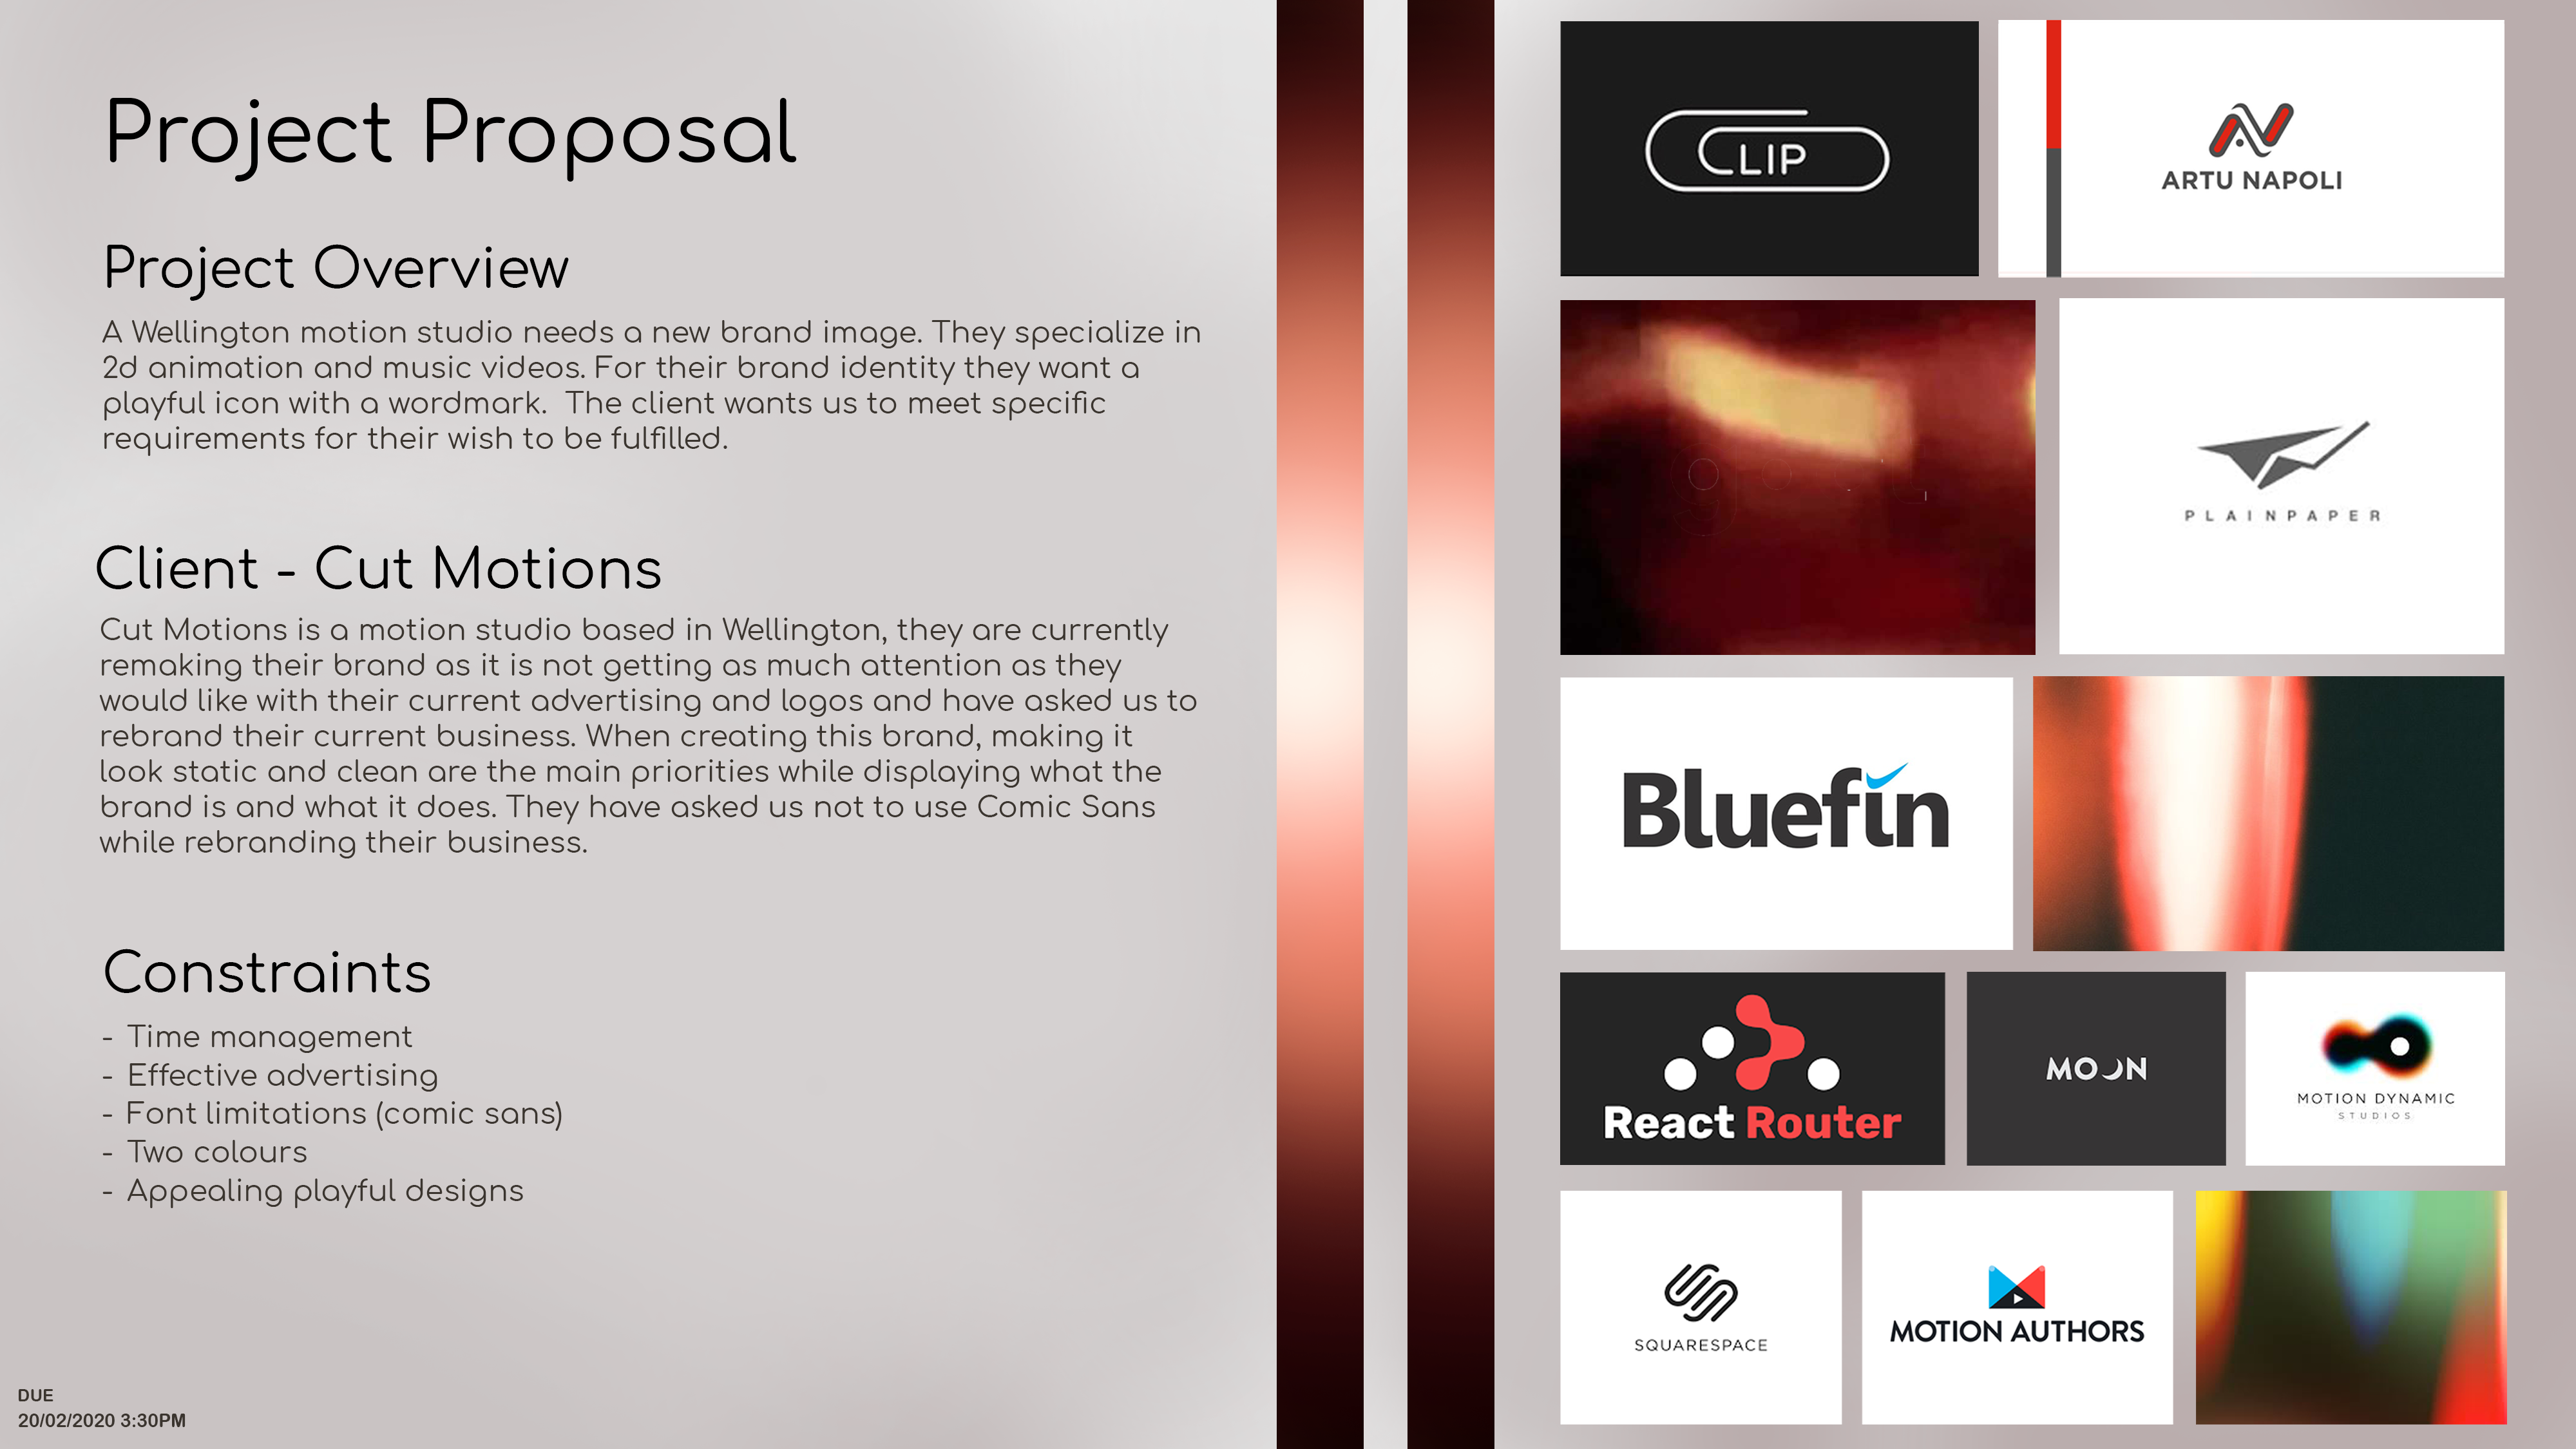 Project Proposal
Project Overview
A Wellington motion studio needs a new brand image. They specialize in
2d animation and music videos. For their brand identity they want a
playful icon with a wordmark.  The client wants us to meet specific
requirements for their wish to be fulfilled.
Client - Cut Motions
Cut Motions is a motion studio based in Wellington, they are currently
remaking their brand as it is not getting as much attention as they
would like with their current advertising and logos and have asked us to
rebrand their current business. When creating this brand, making it
look static and clean are the main priorities while displaying what the
brand is and what it does. They have asked us not to use Comic Sans
while rebranding their business.
Constraints
- Time management
- Effective advertising
- Font limitations (comic sans)
- Two colours
- Appealing playful designs
DUE
20/02/2020 3:30PM
CLIP
ARTU NAPOLI
PLAINPAPER
Bluefin
React Router
MOON
MOTION DYNAMIC
STUDIOS
SQUARESPACE
MOTION AUTHORS